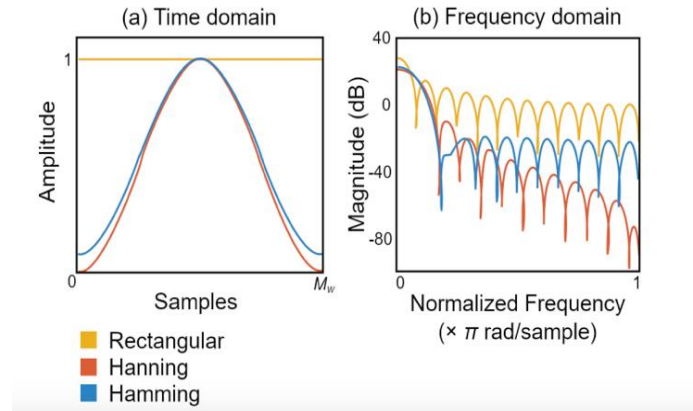 (a) Time domain
1
Amplitude
0
M_w
Samples
(b) Frequency domain
40
0
-40
-80
Magnitude (dB)
0
1
Normalized Frequency
(× π rad/sample)
Rectangular
Hanning
Hamming